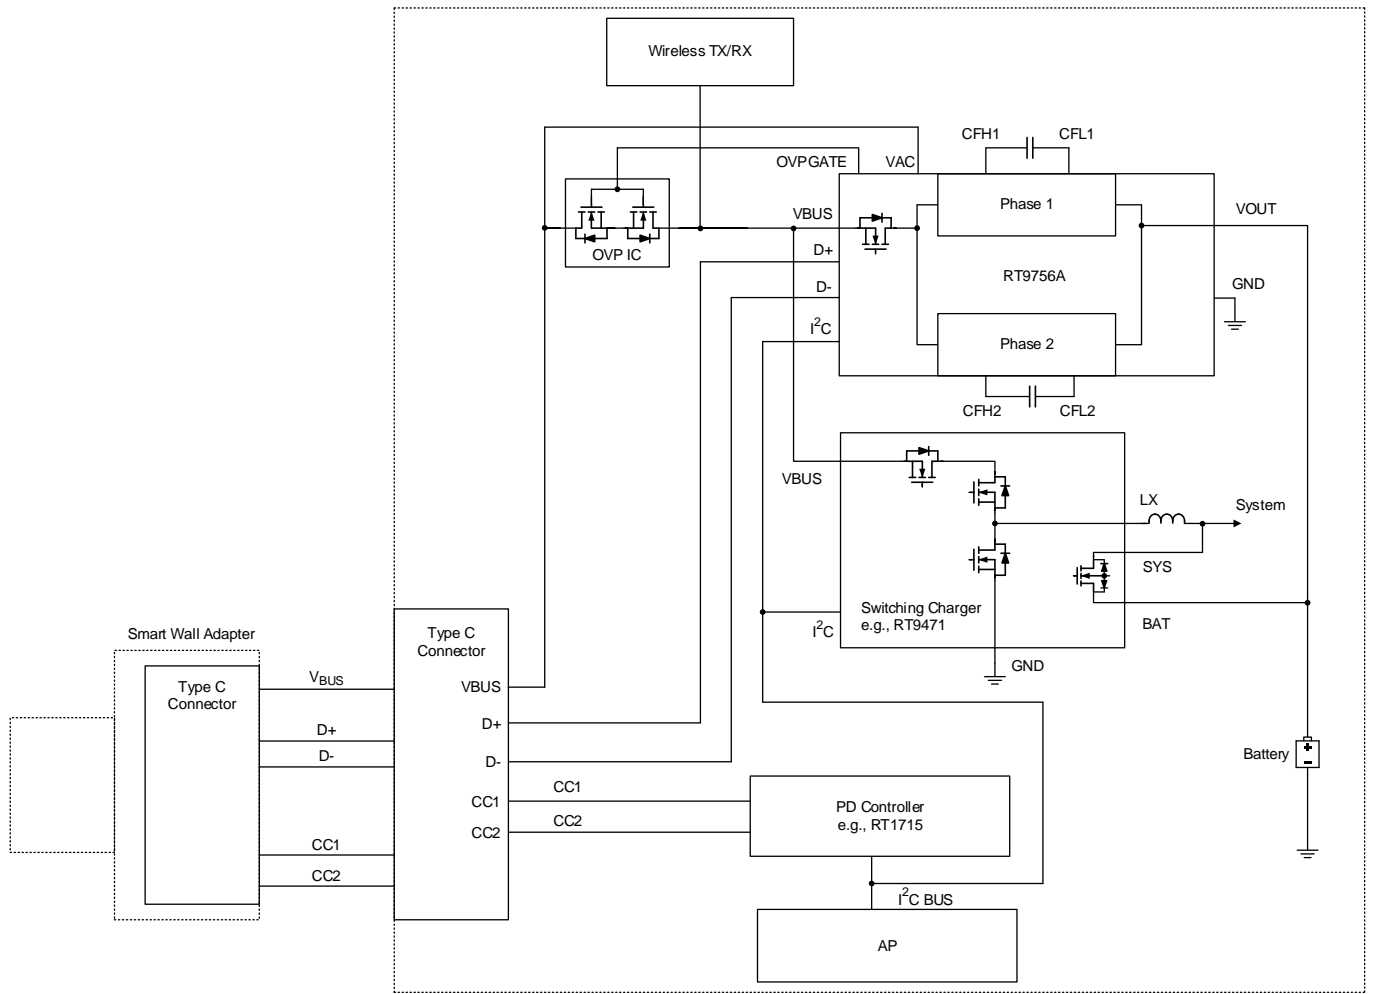 Wireless TX/RX
CFH1
CFL1
OVPGATE
VAC
Phase 1
VBUS
VOUT
OVP IC
D+
RT9756A
D-
GND
I²C
Phase 2
CFH2
CFL2
VBUS
LX
System
SYS
Switching Charger
e.g., RT9471
I²C
BAT
GND
Smart Wall Adapter
Type C
Connector
VBUS
Type C
Connector
VBUS
D+
D+
D-
D-
Battery
CC1
CC1
CC2
CC2
PD Controller
e.g., RT1715
CC1
CC2
I²C BUS
AP